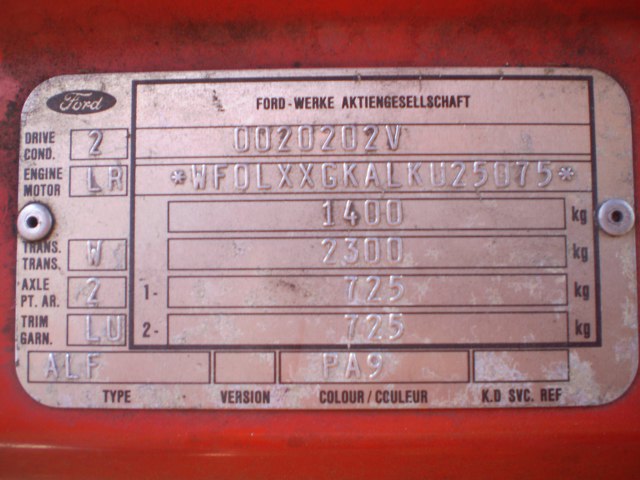 Ford
FORD-WERKE AKTIENGESELLSCHAFT
DRIVE COND. 2 0020202V
ENGINE MOTOR LR *WF0LXXGKALKU25075*
1400 kg
TRANS. TRANS. W 2300 kg
AXLE PT. AR. 2 1- 725 kg
TRIM GARN. LU 2- 725 kg
ALF PA9
TYPE VERSION COLOUR/CCULEUR K.D SVC. REF